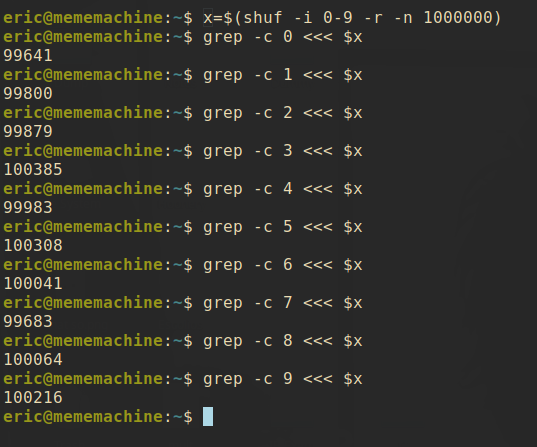 eric@mememachine:~$ x=$(shuf -i 0-9 -r -n 1000000)
eric@mememachine:~$ grep -c 0 <<< $x
99641
eric@mememachine:~$ grep -c 1 <<< $x
99800
eric@mememachine:~$ grep -c 2 <<< $x
99879
eric@mememachine:~$ grep -c 3 <<< $x
100385
eric@mememachine:~$ grep -c 4 <<< $x
99983
eric@mememachine:~$ grep -c 5 <<< $x
100308
eric@mememachine:~$ grep -c 6 <<< $x
100041
eric@mememachine:~$ grep -c 7 <<< $x
99683
eric@mememachine:~$ grep -c 8 <<< $x
100064
eric@mememachine:~$ grep -c 9 <<< $x
100216
eric@mememachine:~$